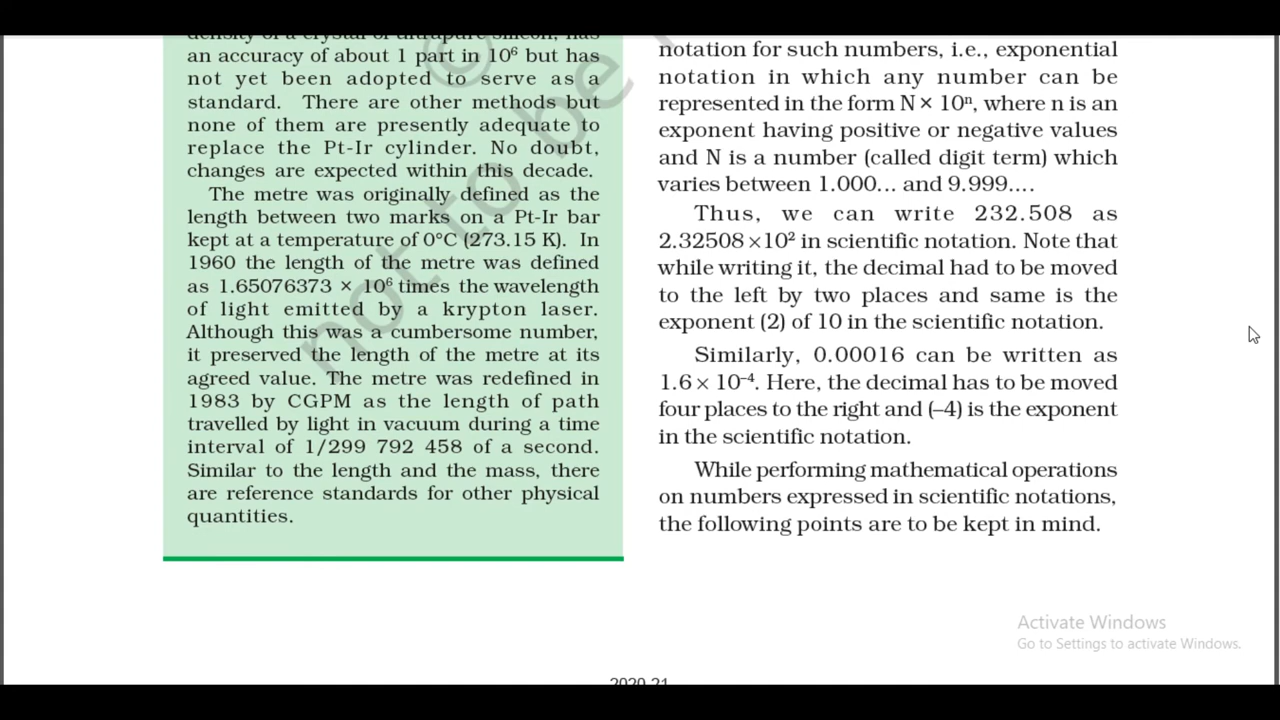 density of a crystal of ultrapure silicon, has
an accuracy of about 1 part in 10⁶ but has
not yet been adopted to serve as a
standard. There are other methods but
none of them are presently adequate to
replace the Pt-Ir cylinder. No doubt,
changes are expected within this decade.
The metre was originally defined as the
length between two marks on a Pt-Ir bar
kept at a temperature of 0°C (273.15 K). In
1960 the length of the metre was defined
as 1.65076373 × 10⁶ times the wavelength
of light emitted by a krypton laser.
Although this was a cumbersome number,
it preserved the length of the metre at its
agreed value. The metre was redefined in
1983 by CGPM as the length of path
travelled by light in vacuum during a time
interval of 1/299 792 458 of a second.
Similar to the length and the mass, there
are reference standards for other physical
quantities.
notation for such numbers, i.e., exponential
notation in which any number can be
represented in the form N × 10ⁿ, where n is an
exponent having positive or negative values
and N is a number (called digit term) which
varies between 1.000... and 9.999....
Thus, we can write 232.508 as
2.32508 ×10² in scientific notation. Note that
while writing it, the decimal had to be moved
to the left by two places and same is the
exponent (2) of 10 in the scientific notation.
Similarly, 0.00016 can be written as
1.6 × 10⁻⁴. Here, the decimal has to be moved
four places to the right and (–4) is the exponent
in the scientific notation.
While performing mathematical operations
on numbers expressed in scientific notations,
the following points are to be kept in mind.
© not to be
Activate Windows
Go to Settings to activate Windows.
2020-21